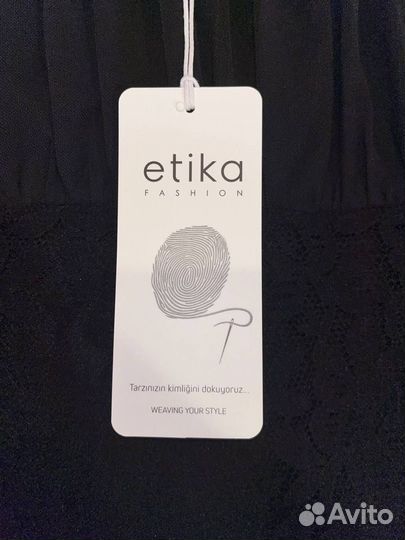 etika
FASHION
Tarzınızın kimliğini dokuyoruz...
WEAVING YOUR STYLE
Avito